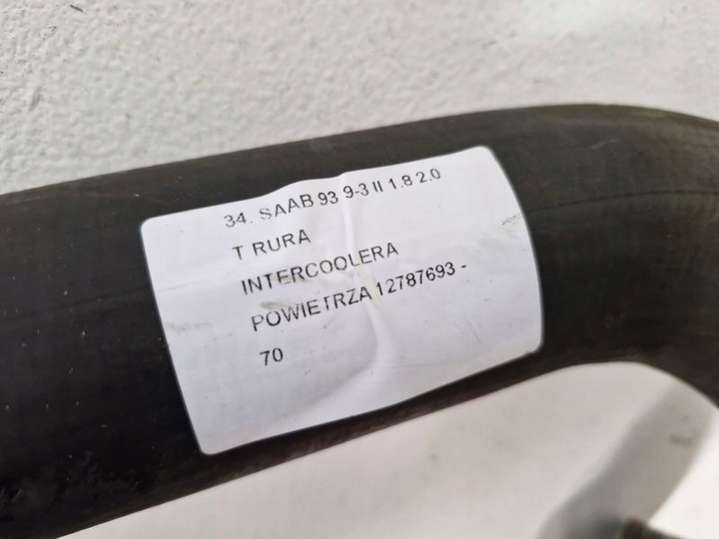 34. SAAB 93 9-3 II 1.8 2.0
T RURA
INTERCOOLERA
POWIETRZA 12787693 -
70